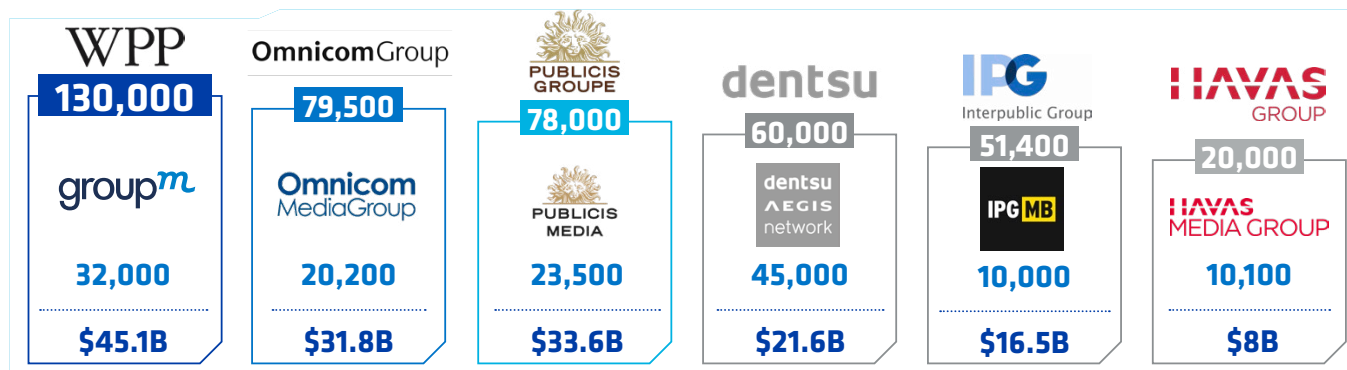 WPP
130,000
groupm
32,000
$45.1B
OmnicomGroup
79,500
Omnicom
MediaGroup
20,200
$31.8B
PUBLICIS
GROUPE
78,000
PUBLICIS
MEDIA
23,500
$33.6B
dentsu
60,000
dentsu
AEGIS
network
45,000
$21.6B
IPG
Interpublic Group
51,400
IPG MB
10,000
$16.5B
HAVAS
GROUP
20,000
HAVAS
MEDIA GROUP
10,100
$8B